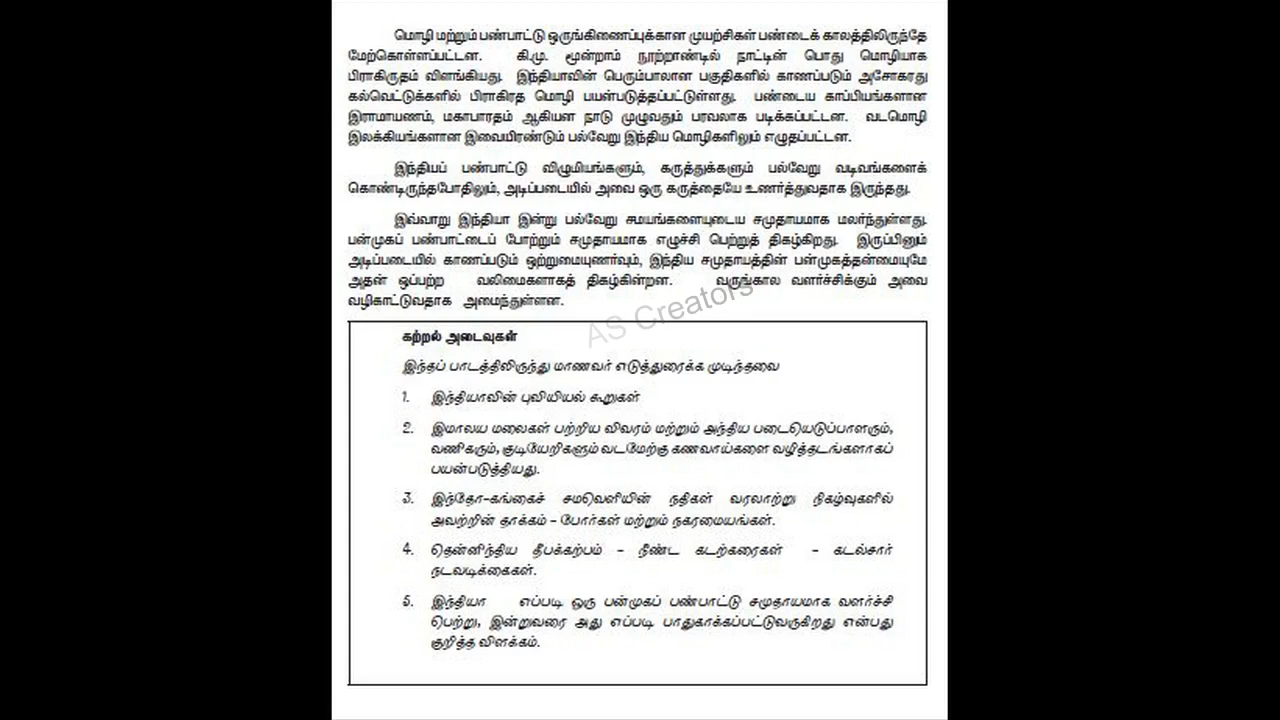 மொழி மற்றும் பண்பாட்டு ஒருங்கிணைப்புக்கான முயற்சிகள் பண்டைக் காலத்திலிருந்தே
மேற்கொள்ளப்பட்டன. கி.மு. மூன்றாம் நூற்றாண்டில் நாட்டின் பொது மொழியாக
பிராகிருதம் விளங்கியது. இந்தியாவின் பெரும்பாலான பகுதிகளில் காணப்படும் அசோகரது
கல்வெட்டுக்களில் பிராகிரத மொழி பயன்படுத்தப்பட்டுள்ளது. பண்டைய காப்பியங்களான
இராமாயணம், மகாபாரதம் ஆகியன நாடு முழுவதும் பரவலாக படிக்கப்பட்டன. வடமொழி
இலக்கியங்களான இவையிரண்டும் பல்வேறு இந்திய மொழிகளிலும் எழுதப்பட்டன.
இந்தியப் பண்பாட்டு விழுமியங்களும், கருத்துக்களும் பல்வேறு வடிவங்களைக்
கொண்டிருந்தபோதிலும், அடிப்படையில் அவை ஒரு கருத்தையே உணர்த்துவதாக இருந்தது.
இவ்வாறு இந்தியா இன்று பல்வேறு சமயங்களையுடைய சமுதாயமாக மலர்ந்துள்ளது.
பன்முகப் பண்பாட்டைப் போற்றும் சமுதாயமாக எழுச்சி பெற்றுத் திகழ்கிறது. இருப்பினும்
அடிப்படையில் காணப்படும் ஒற்றுமையுணர்வும், இந்திய சமுதாயத்தின் பன்முகத்தன்மையுமே
அதன் ஒப்பற்ற வலிமைகளாகத் திகழ்கின்றன. வருங்கால வளர்ச்சிக்கும் அவை
வழிகாட்டுவதாக அமைந்துள்ளன.
AS Creators
கற்றல் அடைவுகள்
இந்தப் பாடத்திலிருந்து மாணவர் எடுத்துரைக்க முடிந்தவை
1. இந்தியாவின் புவியியல் கூறுகள்
2. இமாலய மலைகள் பற்றிய விவரம் மற்றும் அந்திய படையெடுப்பாளரும்,
வணிகரும், குடியேறிகளும் வடமேற்கு கணவாய்களை வழித்தடங்களாகப்
பயன்படுத்தியது.
3. இந்தோ-கங்கைச் சமவெளியின் நதிகள் வரலாற்று நிகழ்வுகளில்
அவற்றின் தாக்கம் - போர்கள் மற்றும் நகரமையங்கள்.
4. தென்னிந்திய தீபக்கற்பம் - நீண்ட கடற்கரைகள் - கடல்சார்
நடவடிக்கைகள்.
5. இந்தியா எப்படி ஒரு பன்முகப் பண்பாட்டு சமுதாயமாக வளர்ச்சி
பெற்று, இன்றுவரை அது எப்படி பாதுகாக்கப்பட்டுவருகிறது என்பது
குறித்த விளக்கம்.